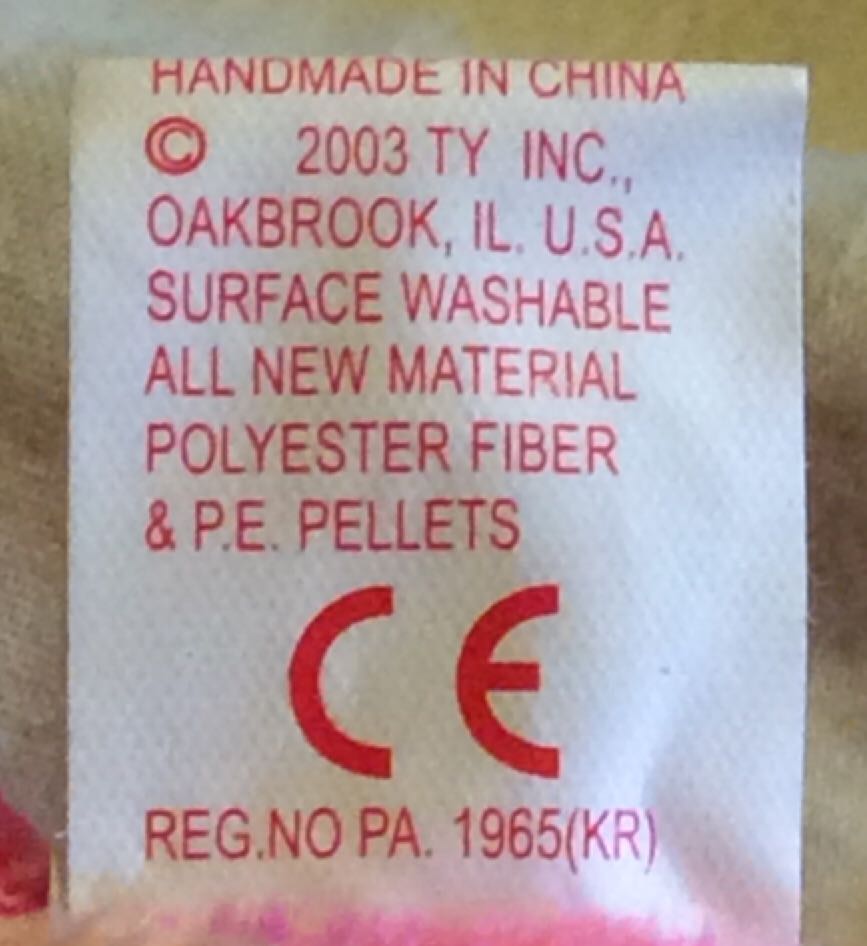 HANDMADE IN CHINA
© 2003 TY INC.,
OAKBROOK, IL. U.S.A.
SURFACE WASHABLE
ALL NEW MATERIAL
POLYESTER FIBER
& P.E. PELLETS
CE
REG.NO PA. 1965(KR)